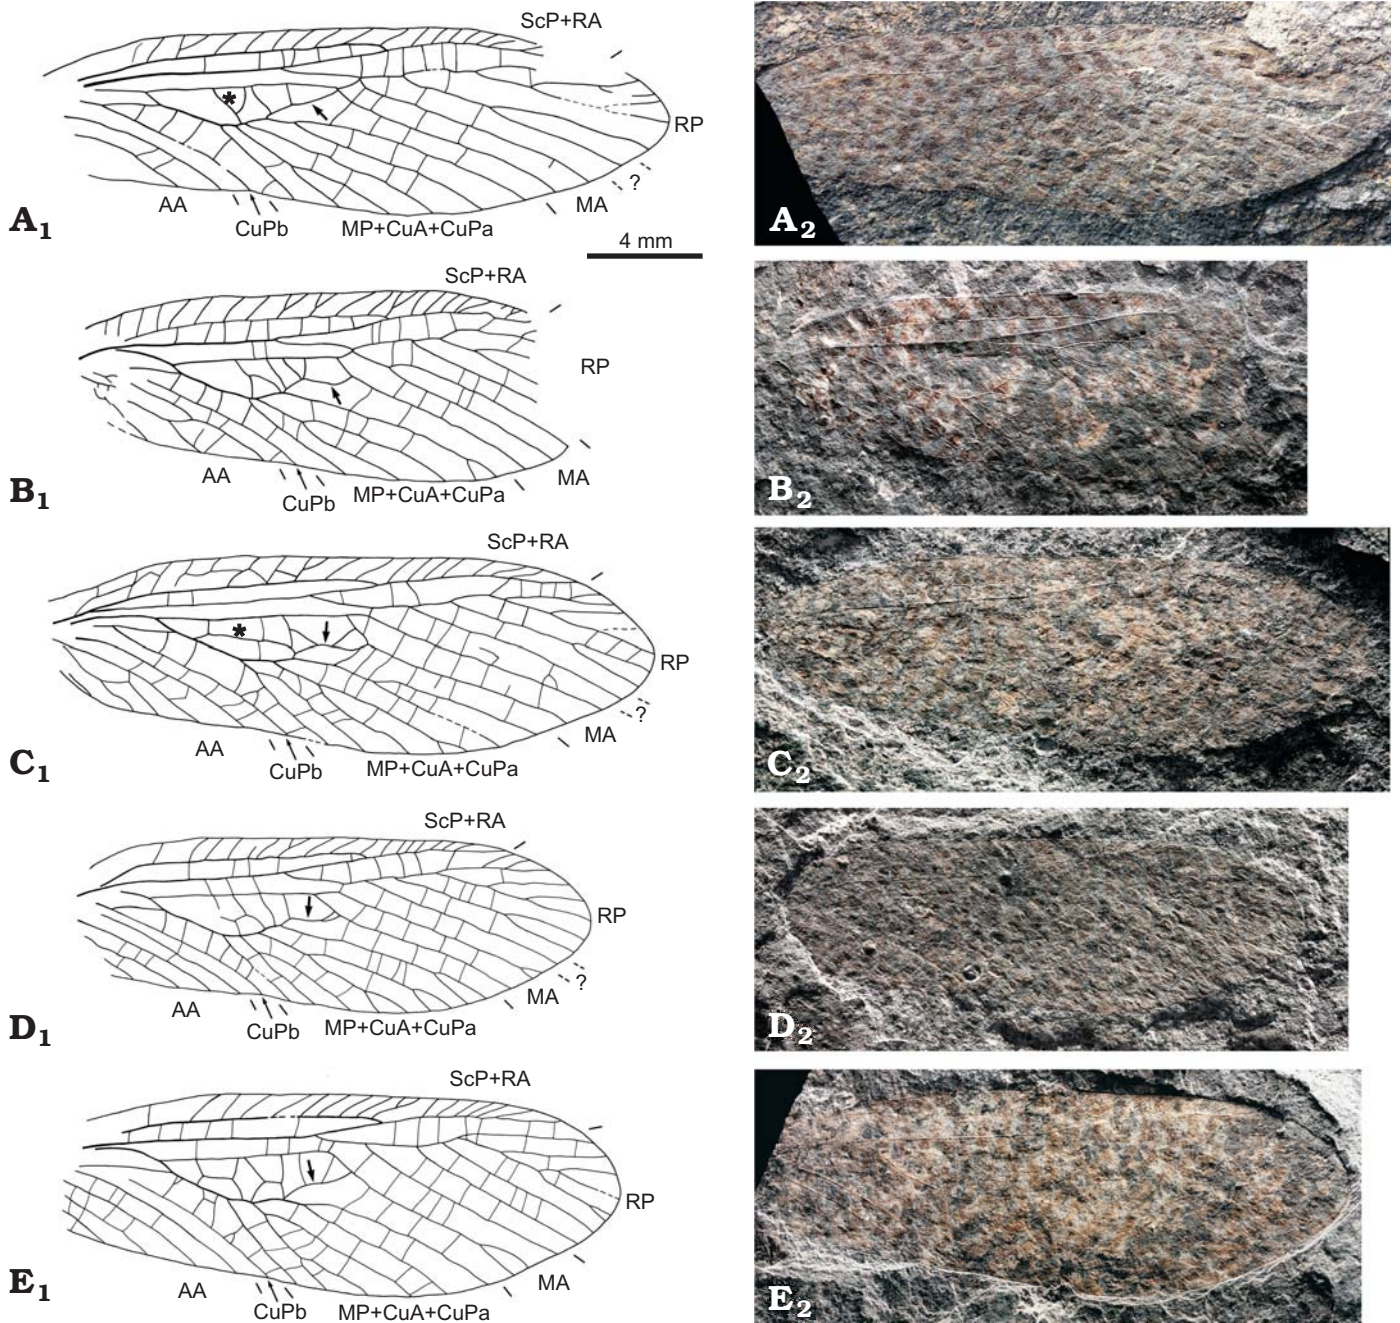 ScP+RA
*
RP
?
MA
AA
CuPb
MP+CuA+CuPa
A1
A2
4 mm
ScP+RA
RP
MA
AA
CuPb
MP+CuA+CuPa
B1
B2
ScP+RA
*
RP
?
MA
AA
CuPb
MP+CuA+CuPa
C1
C2
ScP+RA
RP
?
MA
AA
CuPb
MP+CuA+CuPa
D1
D2
ScP+RA
RP
MA
AA
CuPb
MP+CuA+CuPa
E1
E2